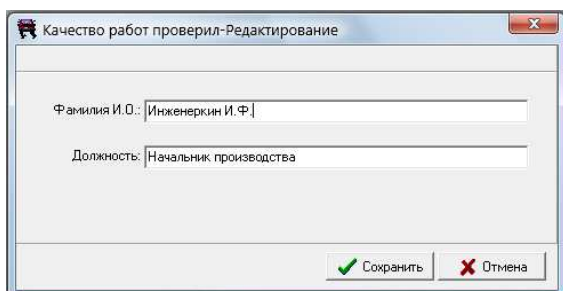 Качество работ проверил-Редактирование
Фамилия И.О.: Инженеркин И.Ф.
Должность: Начальник производства
Сохранить Отмена